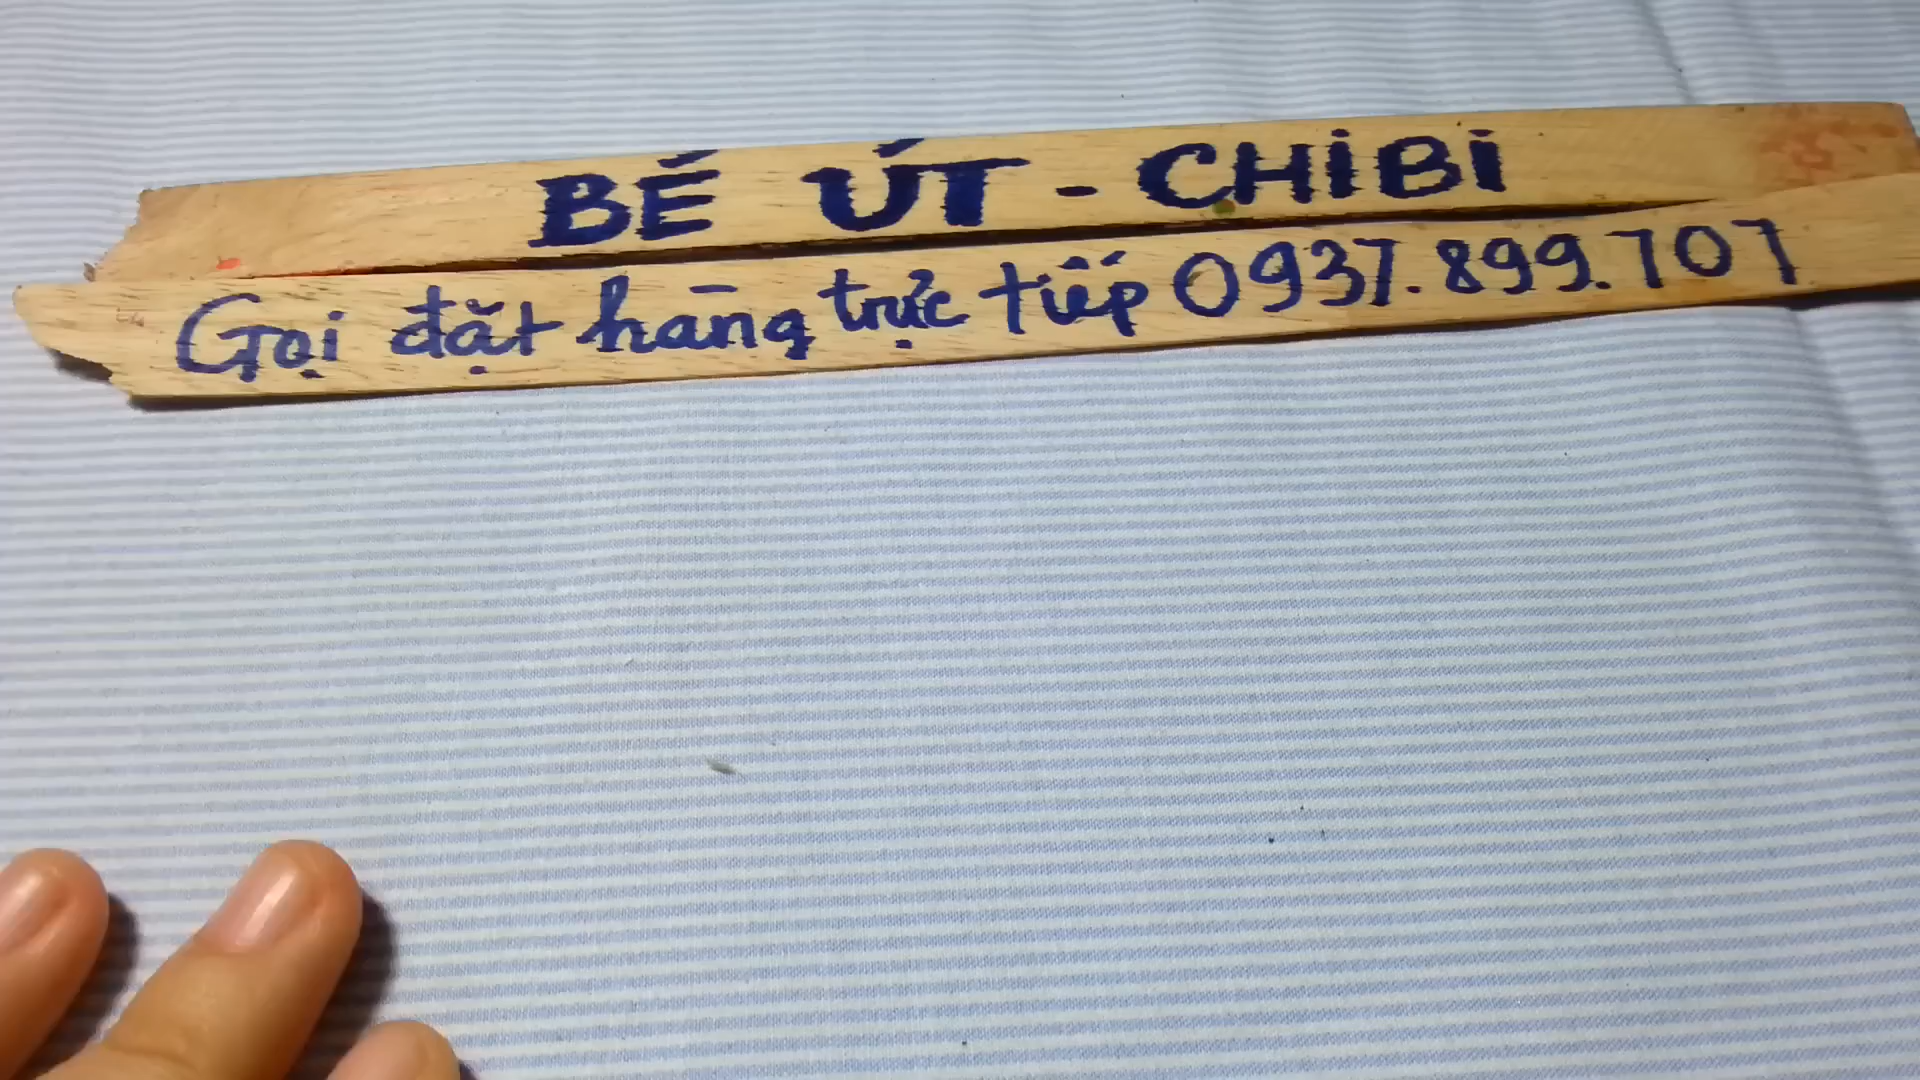 BÉ ÚT - CHiBi
Gọi đặt hàng trực tiếp 0937.899.707